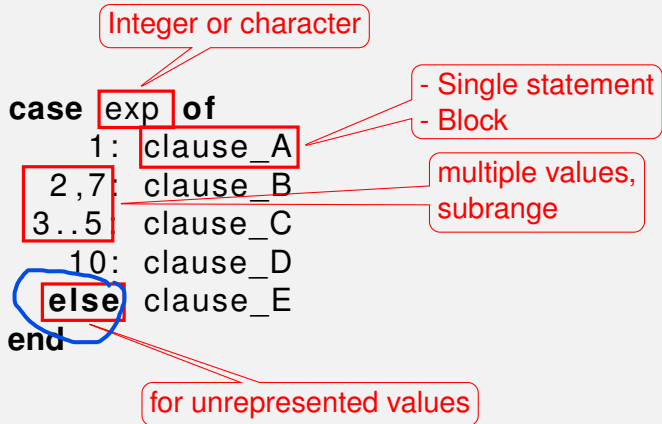 Integer or character
case exp of
- Single statement
- Block
1: clause_A
2,7: clause_B
multiple values,
subrange
3..5: clause_C
10: clause_D
else clause_E
end
for unrepresented values